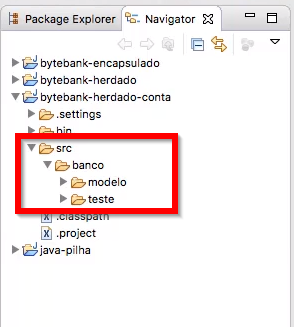 Package Explorer Navigator
bytebank-encapsulado
bytebank-herdado
bytebank-herdado-conta
.settings
bin
src
banco
modelo
teste
.classpath
.project
java-pilha